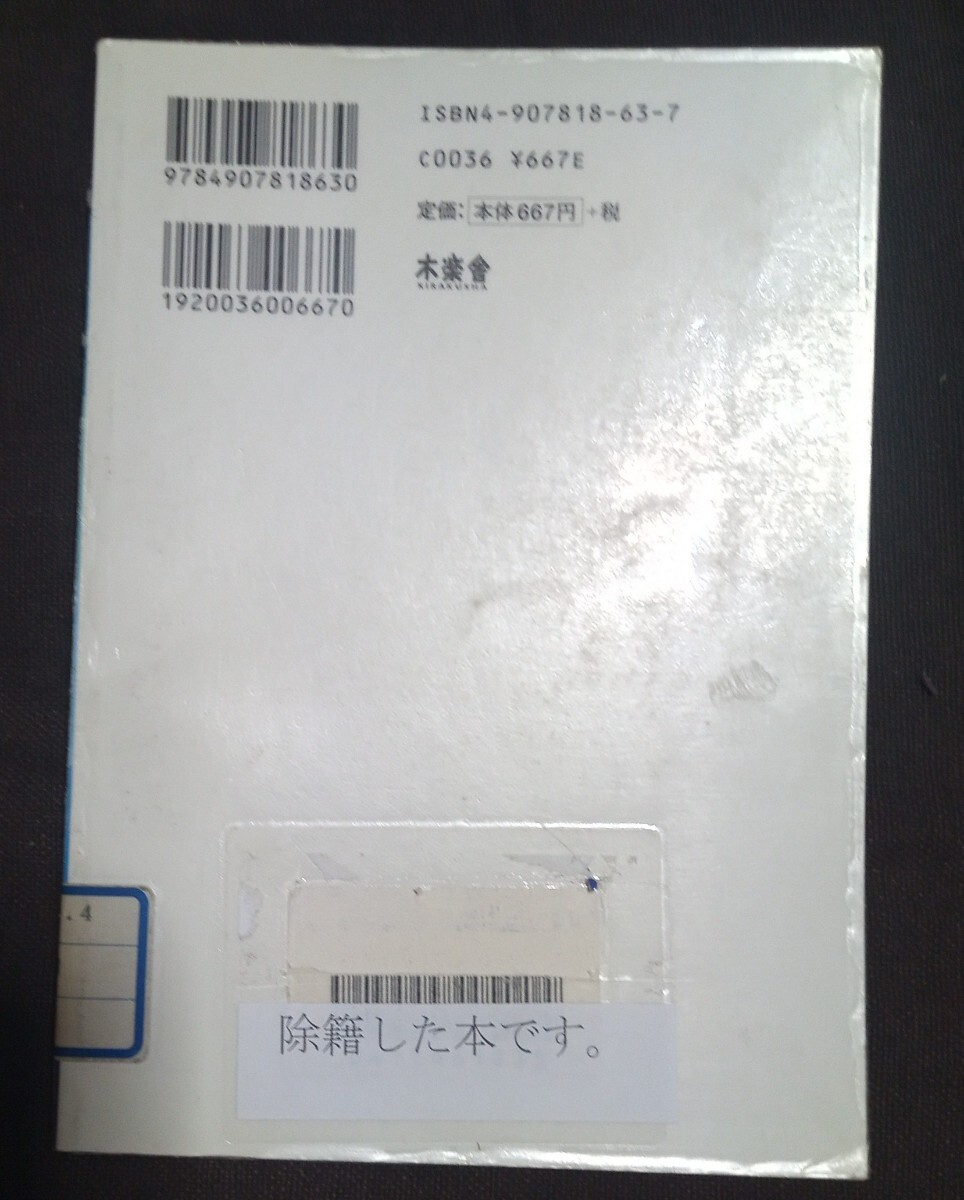 9784907818630
ISBN4-907818-63-7
C0036 ¥667E
定価: 本体667円 +税
1920036006670
木楽舎
KIRAKUSHA
.4
除籍した本です。